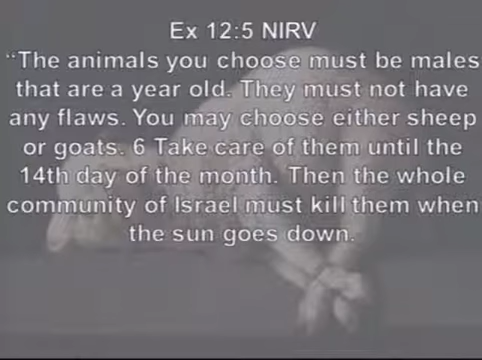 Ex 12:5 NIRV
“The animals you choose must be males
that are a year old. They must not have
any flaws. You may choose either sheep
or goats. 6 Take care of them until the
14th day of the month. Then the whole
community of Israel must kill them when
the sun goes down.